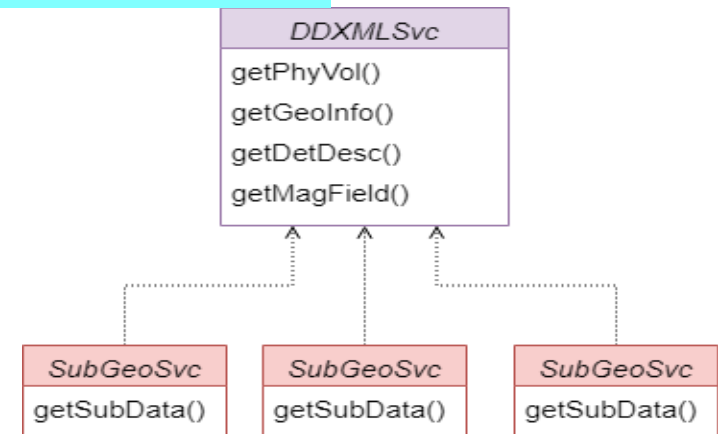 DDXMLSvc
getPhyVol()
getGeoInfo()
getDetDesc()
getMagField()
SubGeoSvc
getSubData()
SubGeoSvc
getSubData()
SubGeoSvc
getSubData()